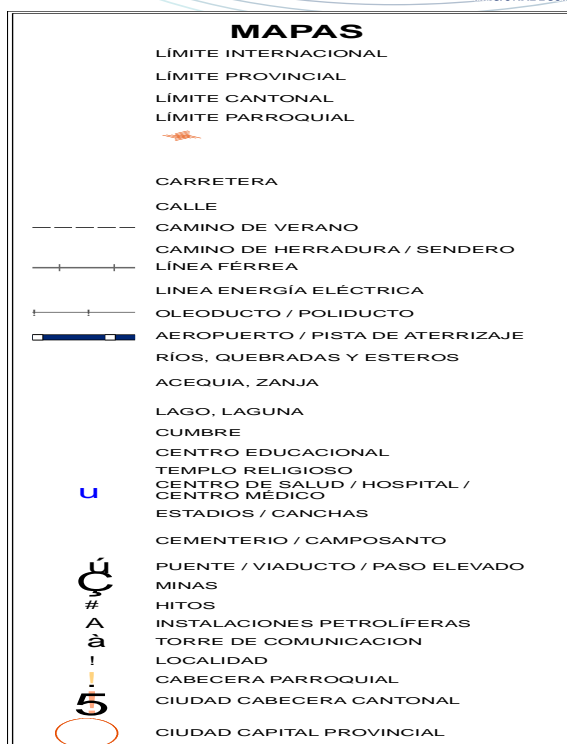 MAPAS
LÍMITE INTERNACIONAL
LÍMITE PROVINCIAL
LÍMITE CANTONAL
LÍMITE PARROQUIAL
CARRETERA
CALLE
CAMINO DE VERANO
CAMINO DE HERRADURA / SENDERO
LÍNEA FÉRREA
LINEA ENERGÍA ELÉCTRICA
OLEODUCTO / POLIDUCTO
AEROPUERTO / PISTA DE ATERRIZAJE
RÍOS, QUEBRADAS Y ESTEROS
ACEQUIA, ZANJA
LAGO, LAGUNA
CUMBRE
CENTRO EDUCACIONAL
TEMPLO RELIGIOSO
u CENTRO DE SALUD / HOSPITAL /
CENTRO MÉDICO
ESTADIOS / CANCHAS
CEMENTERIO / CAMPOSANTO
ú PUENTE / VIADUCTO / PASO ELEVADO
Ç MINAS
# HITOS
A INSTALACIONES PETROLÍFERAS
à TORRE DE COMUNICACION
! LOCALIDAD
! CABECERA PARROQUIAL
5 CIUDAD CABECERA CANTONAL
CIUDAD CAPITAL PROVINCIAL